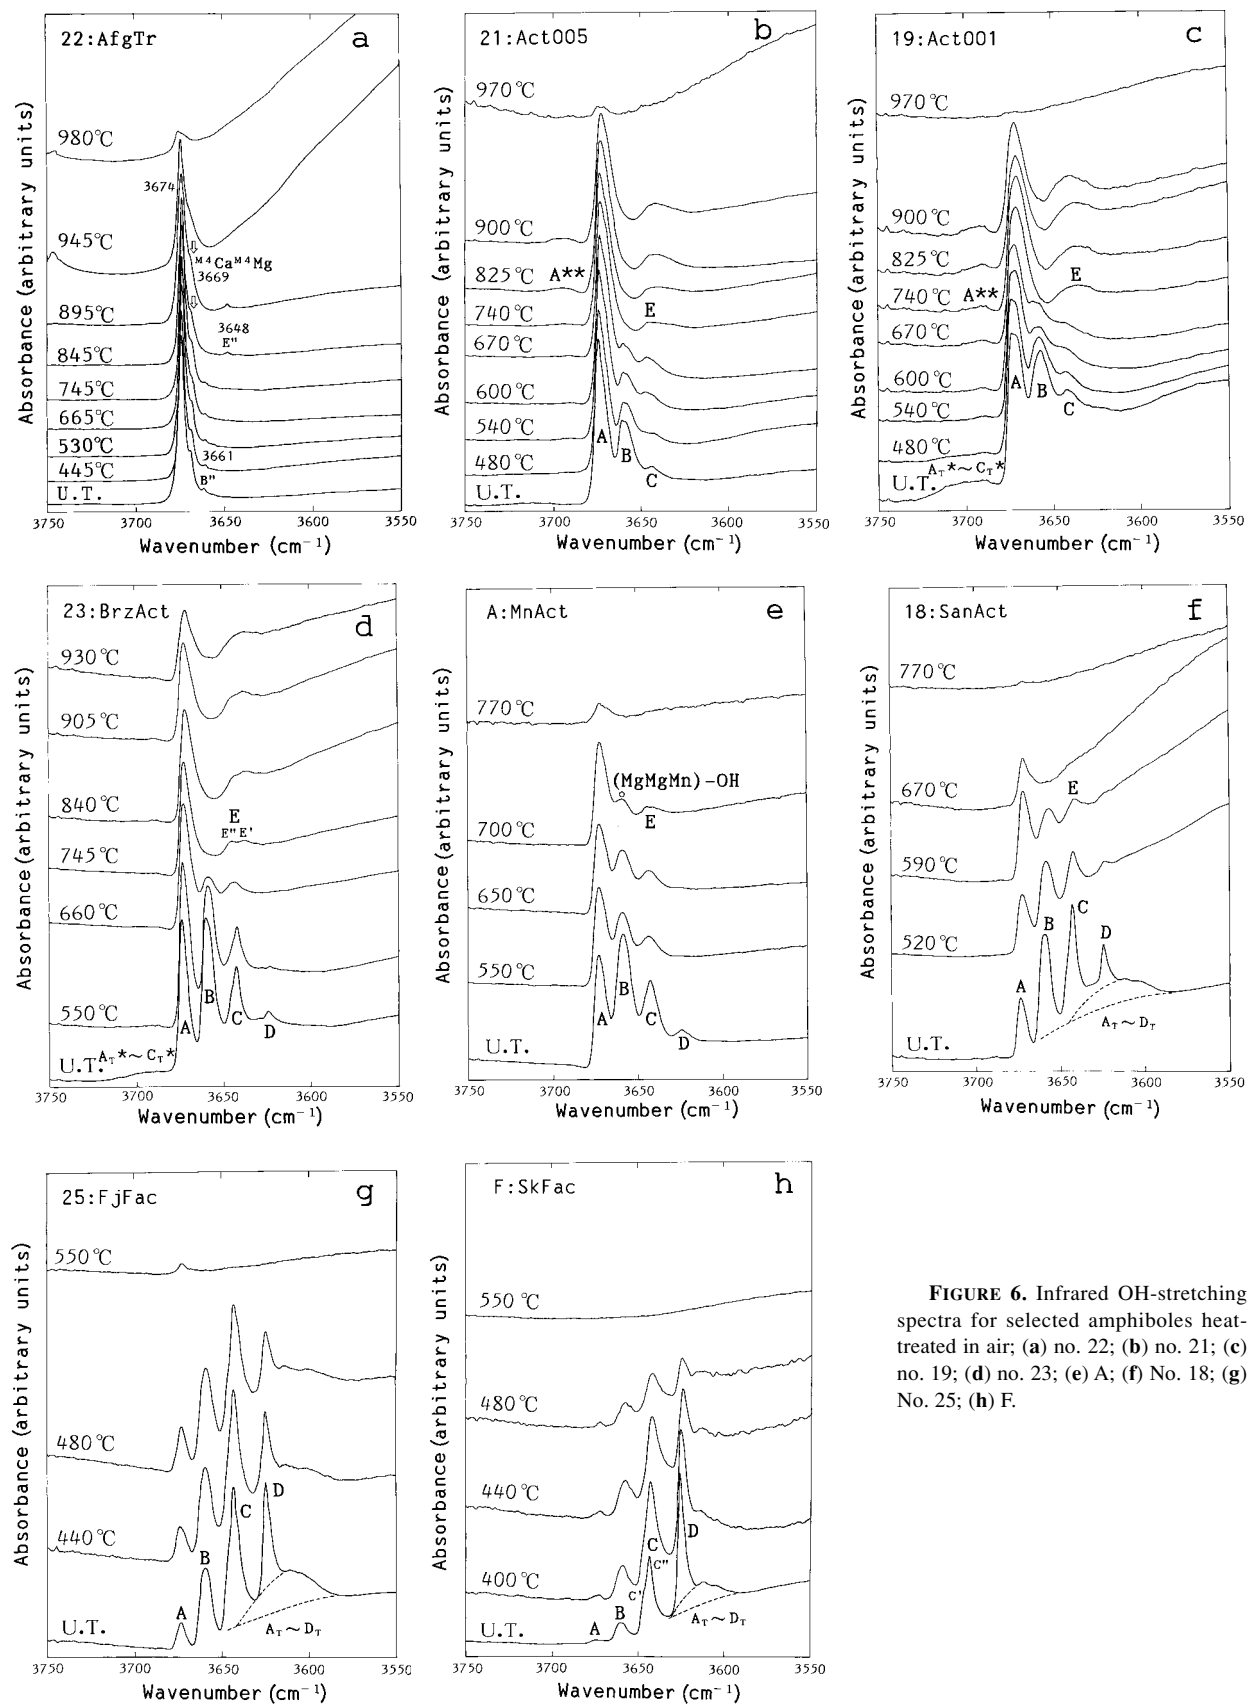 22:AfgTr
a
980℃
3674
945℃
M4CaM4Mg
3669
895℃
3648
E"
845℃
745℃
665℃
530℃
3661
445℃
B"
U.T.
3750 3700 3650 3600 3550
Wavenumber (cm−1)
Absorbance (arbitrary units)
21:Act005
b
970℃
900℃
825℃ A**
E
740℃
670℃
600℃
540℃
A
480℃ B
C
U.T.
3750 3700 3650 3600 3550
Wavenumber (cm−1)
Absorbance (arbitrary units)
19:Act001
c
970℃
900℃
825℃
E
740℃ A**
670℃
600℃
A B
C
540℃
480℃
U.T. AT*~CT*
3750 3700 3650 3600 3550
Wavenumber (cm−1)
Absorbance (arbitrary units)
23:BrzAct
d
930℃
905℃
840℃
E
E" E'
745℃
660℃
B
550℃ A C D
U.T. AT*~CT*
3750 3700 3650 3600 3550
Wavenumber (cm−1)
Absorbance (arbitrary units)
A:MnAct
e
770℃
(MgMgMn)-OH
E
700℃
650℃
550℃
B
A C
D
U.T.
3750 3700 3650 3600 3550
Wavenumber (cm−1)
Absorbance (arbitrary units)
18:SanAct
f
770℃
670℃
E
590℃
C
B
520℃ D
A
AT~DT
U.T.
3750 3700 3650 3600 3550
Wavenumber (cm−1)
Absorbance (arbitrary units)
25:FjFac
g
550℃
480℃
D
C
440℃
B
A
U.T. AT~DT
3750 3700 3650 3600 3550
Wavenumber (cm−1)
Absorbance (arbitrary units)
F:SkFac
h
550℃
480℃
440℃
D
C
C"
400℃
C'
B
A AT~DT
U.T.
3750 3700 3650 3600 3550
Wavenumber (cm−1)
Absorbance (arbitrary units)
FIGURE 6. Infrared OH-stretching
spectra for selected amphiboles heat-
treated in air; (a) no. 22; (b) no. 21; (c)
no. 19; (d) no. 23; (e) A; (f) No. 18; (g)
No. 25; (h) F.